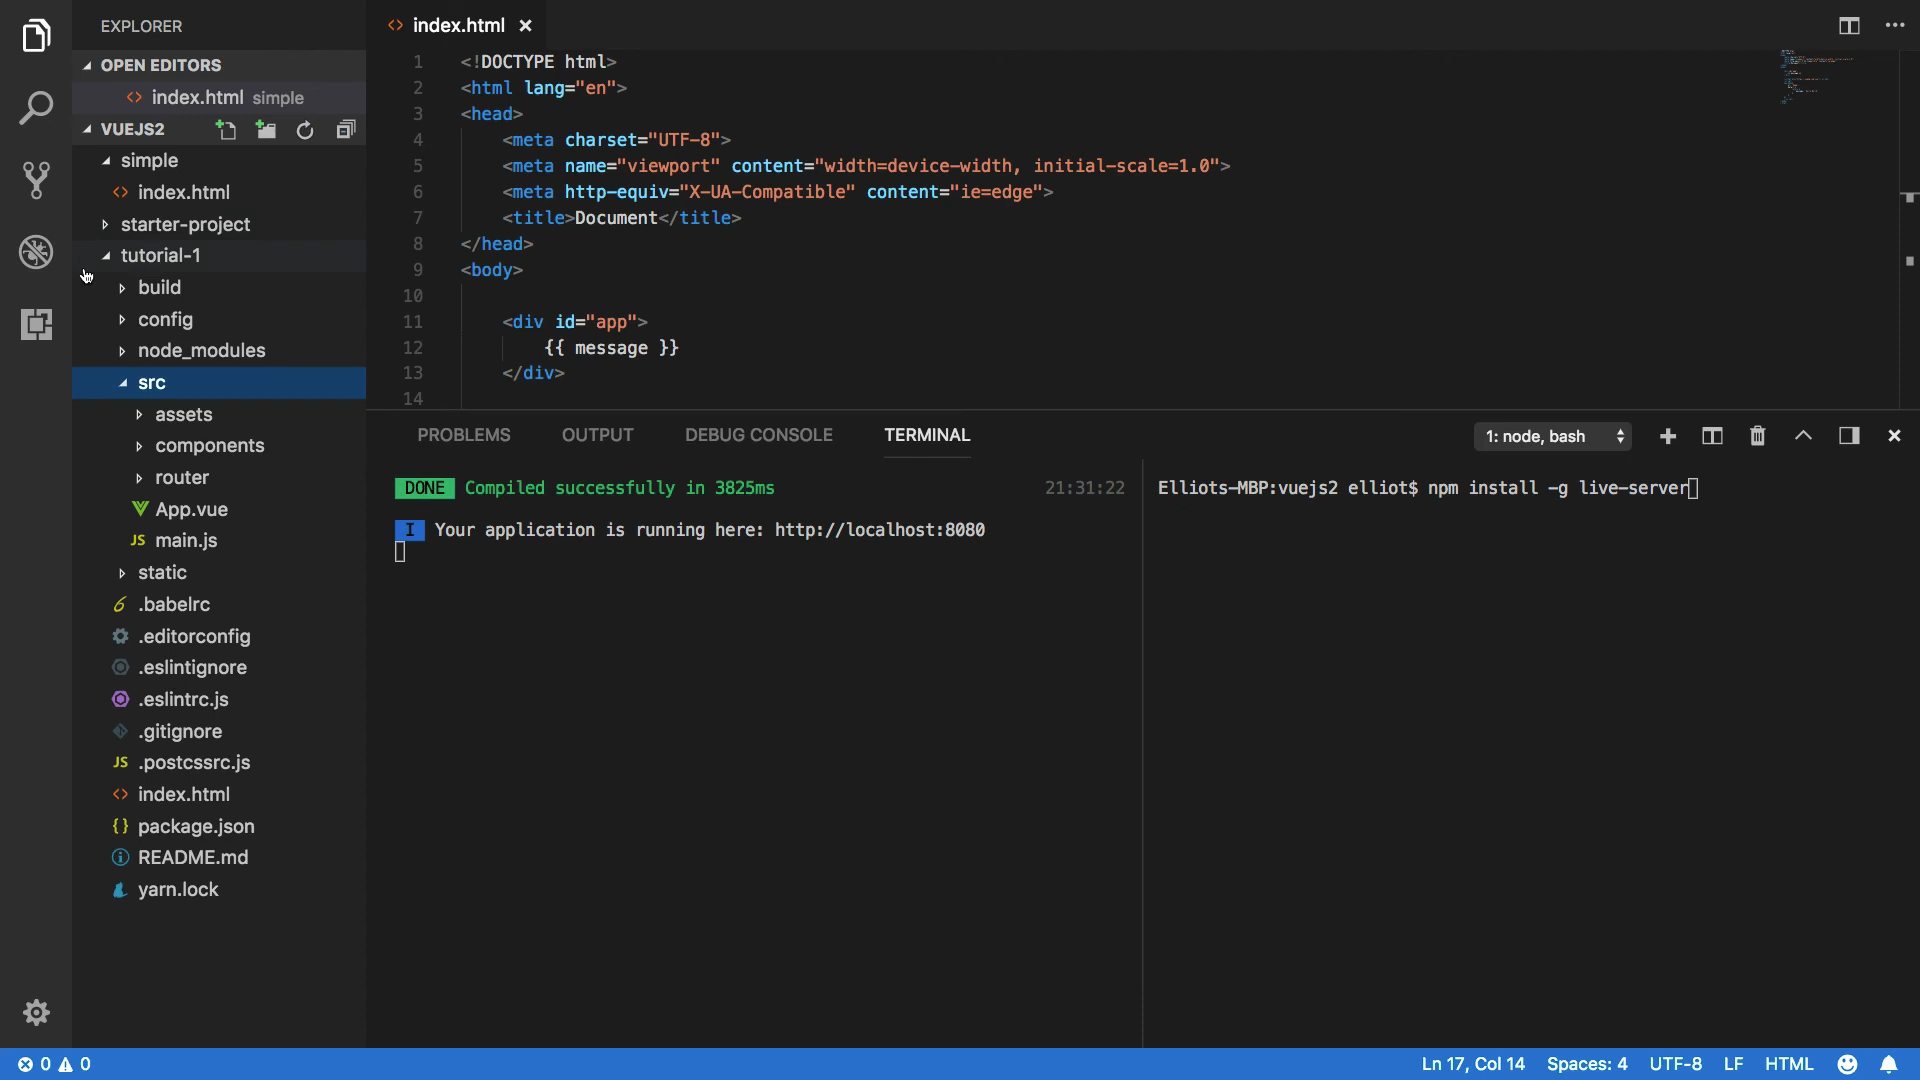 EXPLORER
OPEN EDITORS
index.html simple
VUEJS2
simple
index.html
starter-project
tutorial-1
build
config
node_modules
src
assets
components
router
App.vue
JS main.js
static
.babelrc
.editorconfig
.eslintignore
.eslintrc.js
.gitignore
JS .postcssrc.js
<> index.html
{} package.json
README.md
yarn.lock
<> index.html ×
1 <!DOCTYPE html>
2 <html lang="en">
3 <head>
4 <meta charset="UTF-8">
5 <meta name="viewport" content="width=device-width, initial-scale=1.0">
6 <meta http-equiv="X-UA-Compatible" content="ie=edge">
7 <title>Document</title>
8 </head>
9 <body>
10
11 <div id="app">
12 {{ message }}
13 </div>
14
PROBLEMS OUTPUT DEBUG CONSOLE TERMINAL 1: node, bash
DONE Compiled successfully in 3825ms 21:31:22
I Your application is running here: http://localhost:8080
Elliots-MBP:vuejs2 elliot$ npm install -g live-server
0 0 Ln 17, Col 14 Spaces: 4 UTF-8 LF HTML